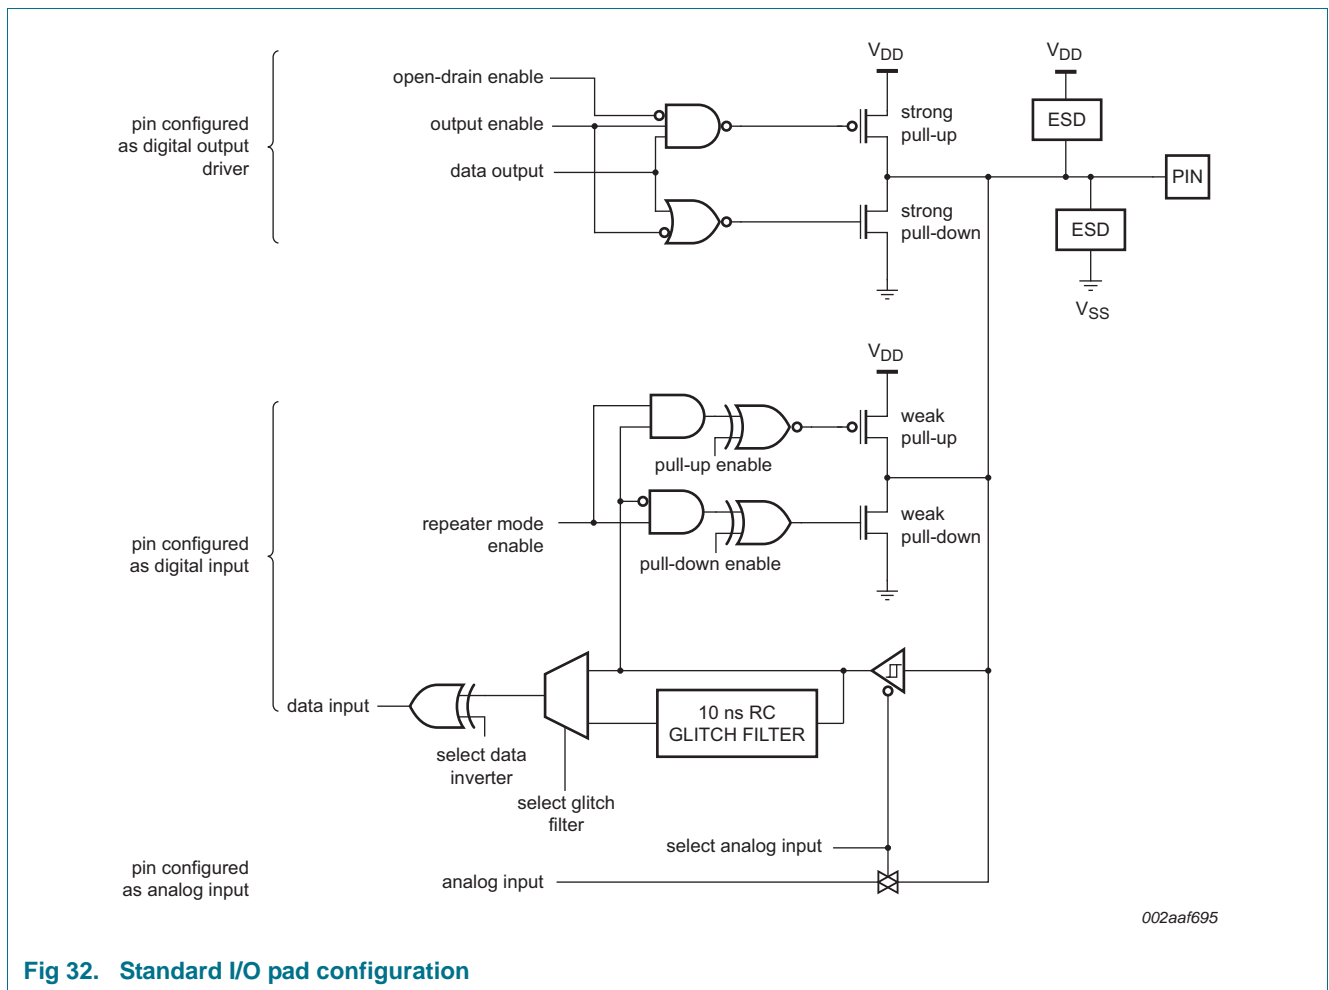 VDD
VDD
open-drain enable
strong
pull-up
ESD
pin configured
as digital output
driver
output enable
data output
PIN
strong
pull-down
ESD
VSS
VDD
weak
pull-up
pull-up enable
repeater mode
enable
weak
pull-down
pull-down enable
pin configured
as digital input
data input
10 ns RC
GLITCH FILTER
select data
inverter
select glitch
filter
select analog input
pin configured
as analog input
analog input
002aaf695
Fig 32. Standard I/O pad configuration